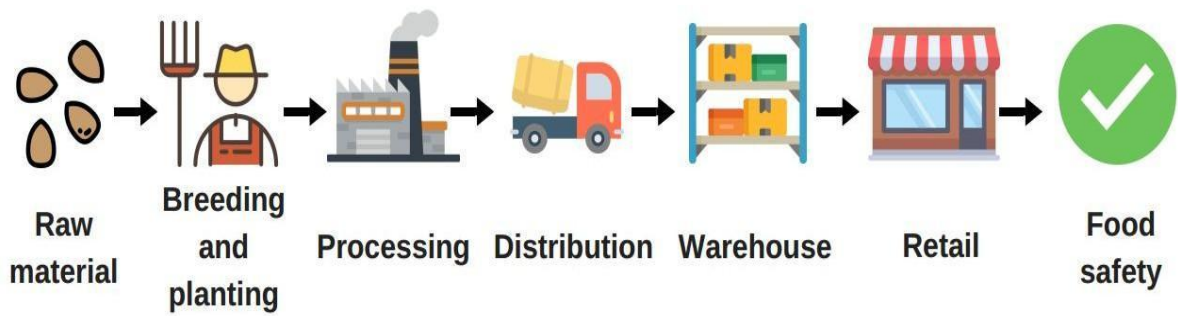 Raw
material
Breeding
and
planting
Processing
Distribution
Warehouse
Retail
Food
safety